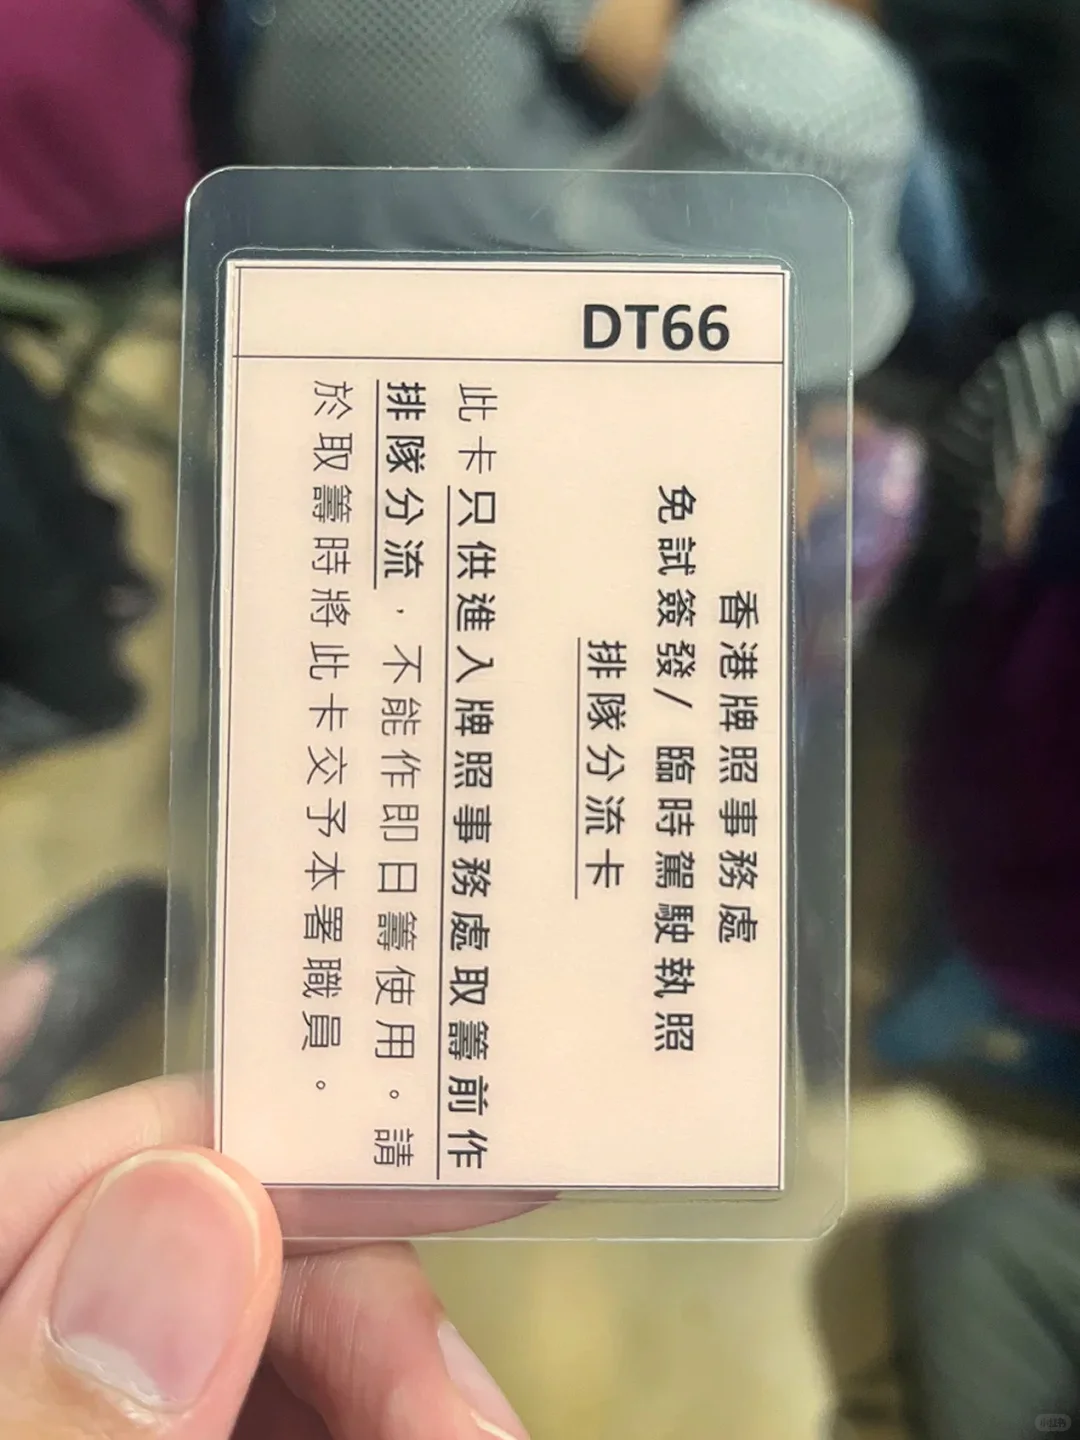 DT66
香港牌照事務處
免試簽發/ 臨時駕駛執照
排隊分流卡
此卡只供進入牌照事務處取籌前作
排隊分流，不能作即日籌使用。請
於取籌時將此卡交予本署職員。
小红书